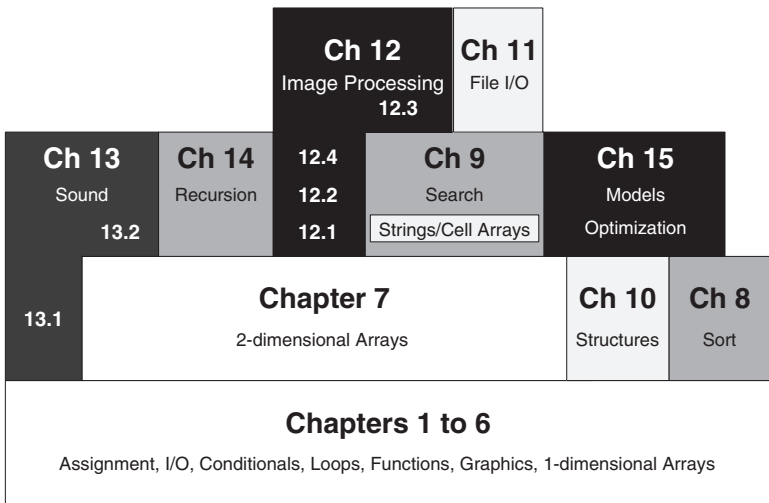 Ch 12
Image Processing
12.3
Ch 11
File I/O
Ch 13
Sound
13.2
13.1
Ch 14
Recursion
12.4
12.2
12.1
Ch 9
Search
Strings/Cell Arrays
Ch 15
Models
Optimization
Chapter 7
2-dimensional Arrays
Ch 10
Structures
Ch 8
Sort
Chapters 1 to 6
Assignment, I/O, Conditionals, Loops, Functions, Graphics, 1-dimensional Arrays